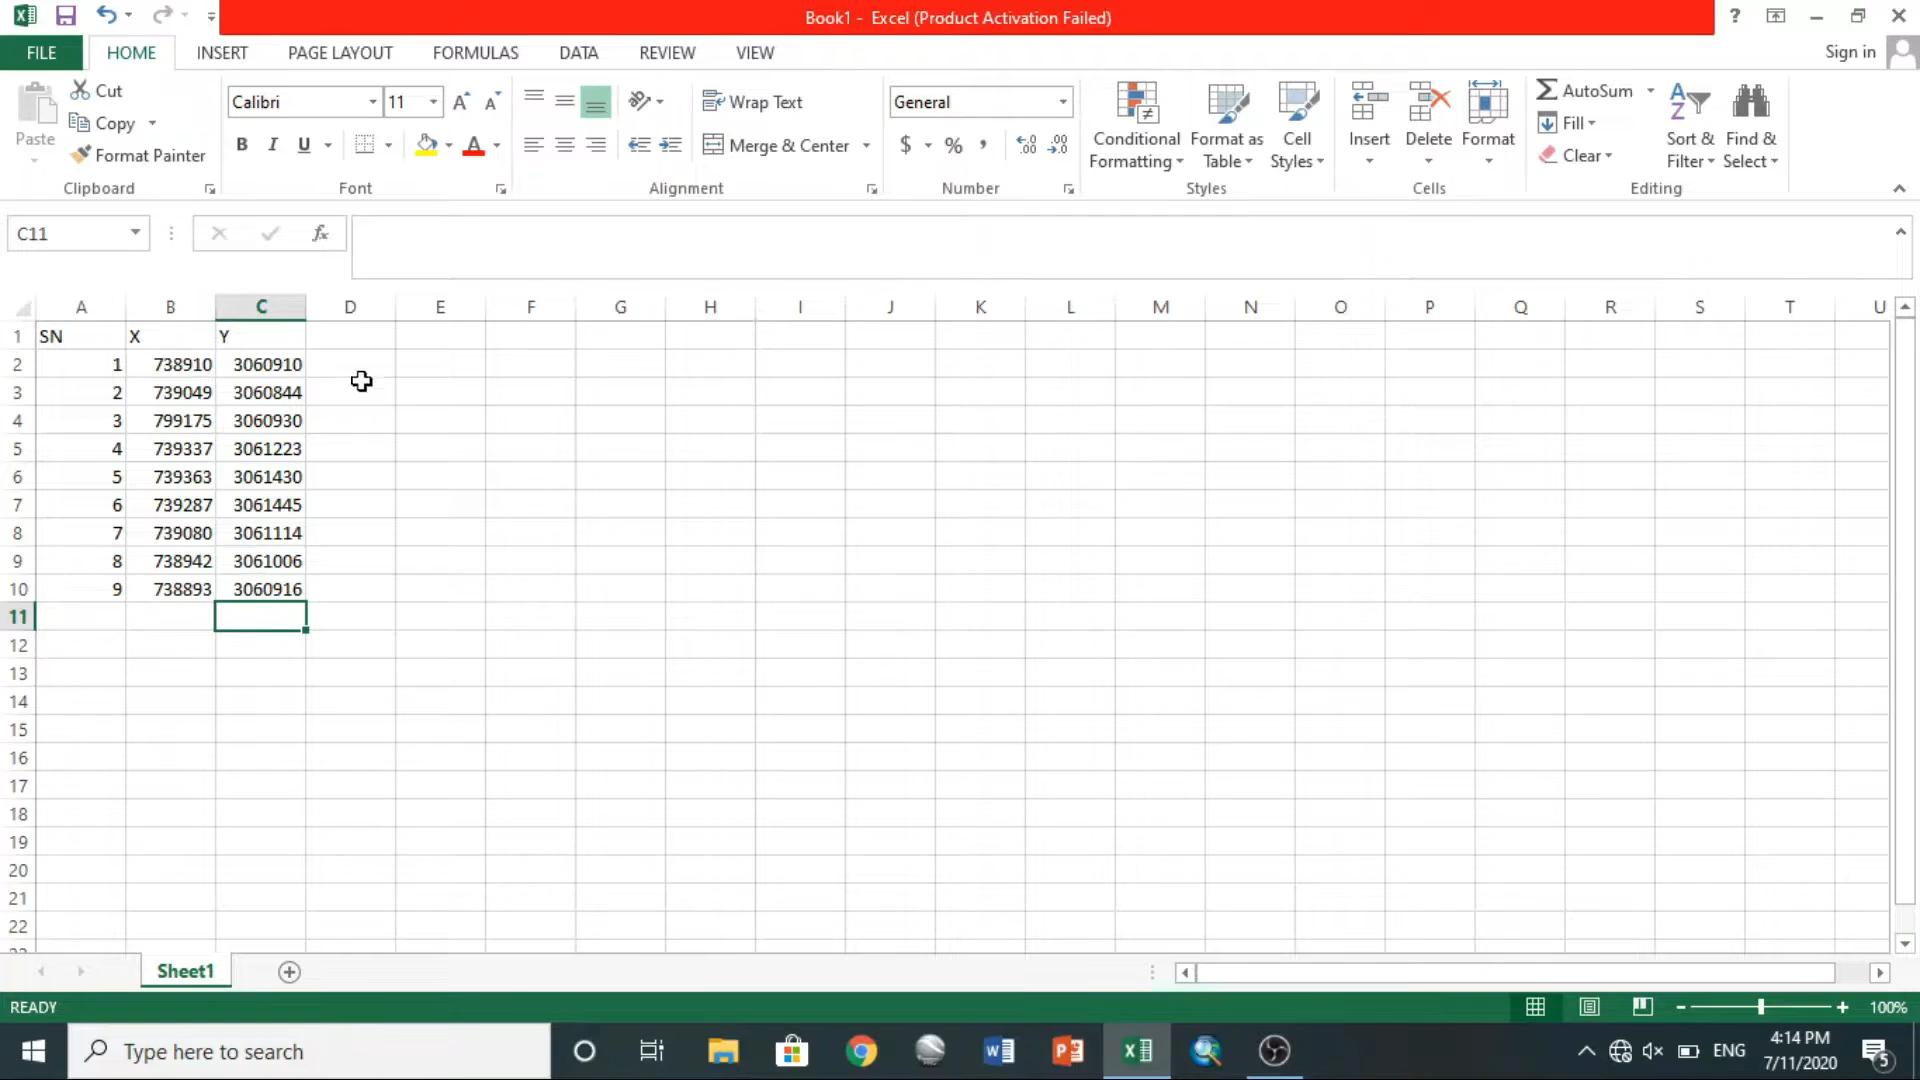 Book1 - Excel (Product Activation Failed)
FILE HOME INSERT PAGE LAYOUT FORMULAS DATA REVIEW VIEW Sign in
Paste Cut Copy Format Painter Clipboard
Calibri 11 B I U A Font
Wrap Text Merge & Center Alignment
General $ % , Number
Conditional Formatting Format as Table Cell Styles Styles
Insert Delete Format Cells
AutoSum Fill Clear Sort & Filter Find & Select Editing
C11 fx
A B C D E F G H I J K L M N O P Q R S T U
1 SN X Y
2 1 738910 3060910
3 2 739049 3060844
4 3 799175 3060930
5 4 739337 3061223
6 5 739363 3061430
7 6 739287 3061445
8 7 739080 3061114
9 8 738942 3061006
10 9 738893 3060916
11
12
13
14
15
16
17
18
19
20
21
22
Sheet1
READY 100%
Type here to search ENG 4:14 PM
7/11/2020 5